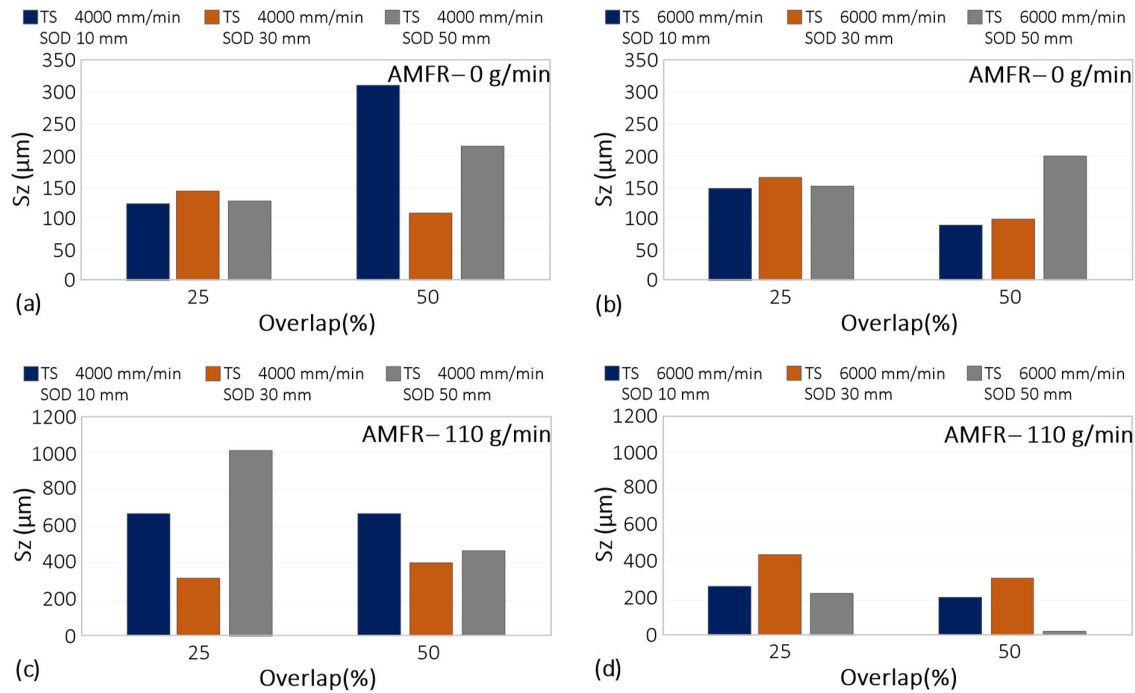 TS 4000 mm/min TS 4000 mm/min TS 4000 mm/min
SOD 10 mm SOD 30 mm SOD 50 mm
AMFR– 0 g/min
350
300
250
200
150
100
50
0
Sz (µm)
25 50
Overlap(%)
(a)
TS 6000 mm/min TS 6000 mm/min TS 6000 mm/min
SOD 10 mm SOD 30 mm SOD 50 mm
AMFR– 0 g/min
350
300
250
200
150
100
50
0
Sz (µm)
25 50
Overlap(%)
(b)
TS 4000 mm/min TS 4000 mm/min TS 4000 mm/min
SOD 10 mm SOD 30 mm SOD 50 mm
AMFR– 110 g/min
1200
1000
800
600
400
200
0
Sz (µm)
25 50
Overlap(%)
(c)
TS 6000 mm/min TS 6000 mm/min TS 6000 mm/min
SOD 10 mm SOD 30 mm SOD 50 mm
AMFR– 110 g/min
1200
1000
800
600
400
200
0
Sz (µm)
25 50
Overlap(%)
(d)